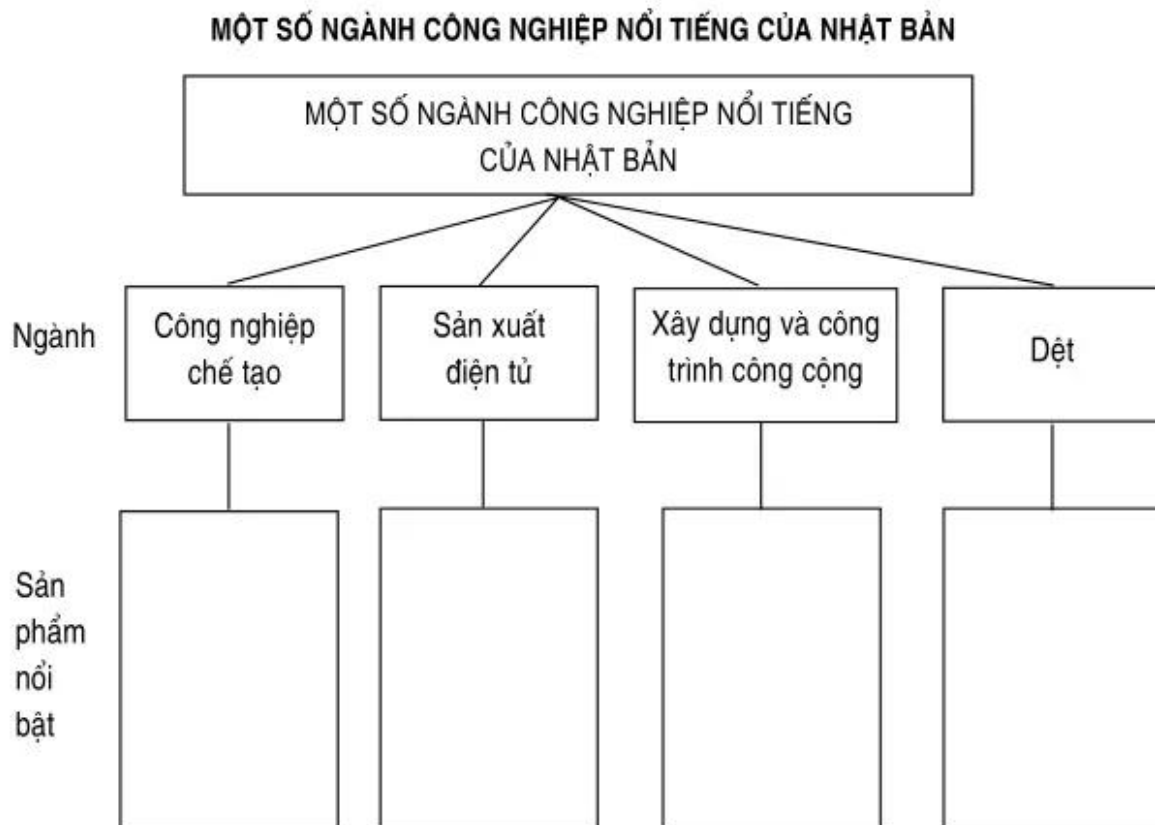 MỘT SỐ NGÀNH CÔNG NGHIỆP NỔI TIẾNG CỦA NHẬT BẢN
MỘT SỐ NGÀNH CÔNG NGHIỆP NỔI TIẾNG
CỦA NHẬT BẢN
Ngành
Công nghiệp
chế tạo
Sản xuất
điện tử
Xây dựng và công
trình công cộng
Dệt
Sản
phẩm
nổi
bật